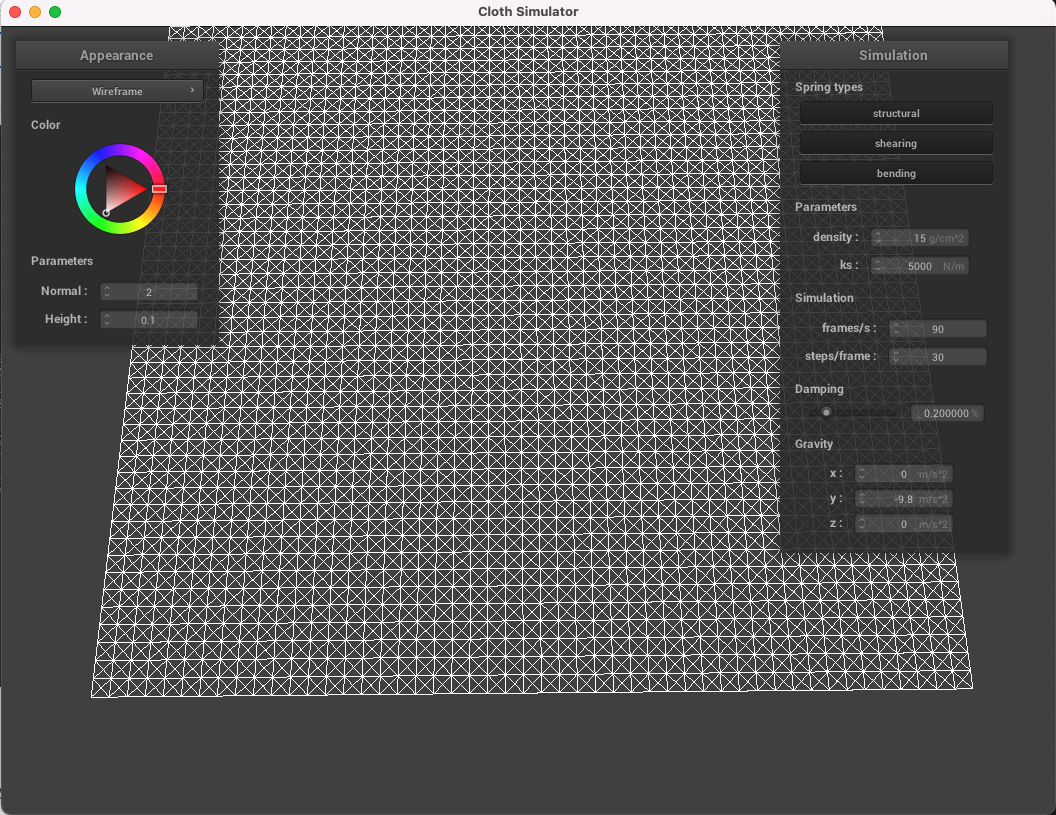 Cloth Simulator
Appearance
Wireframe
Color
Parameters
Normal : 2
Height : 0.1
Simulation
Spring types
structural
shearing
bending
Parameters
density : 15 g/cm^2
ks : 5000 N/m
Simulation
frames/s : 90
steps/frame : 30
Damping
0.200000 %
Gravity
x : 0 m/s^2
y : -9.8 m/s^2
z : 0 m/s^2